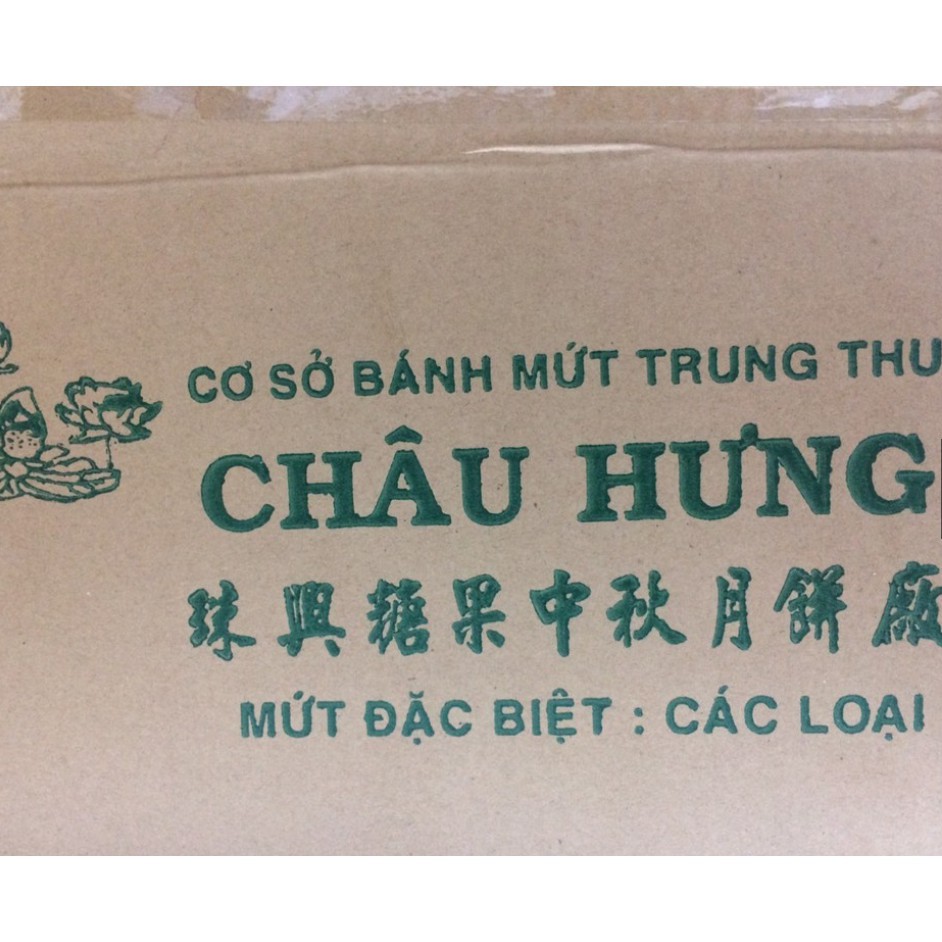 CƠ SỞ BÁNH MỨT TRUNG THU
CHÂU HƯNG
珠興糖果中秋月餅廠
MỨT ĐẶC BIỆT : CÁC LOẠI